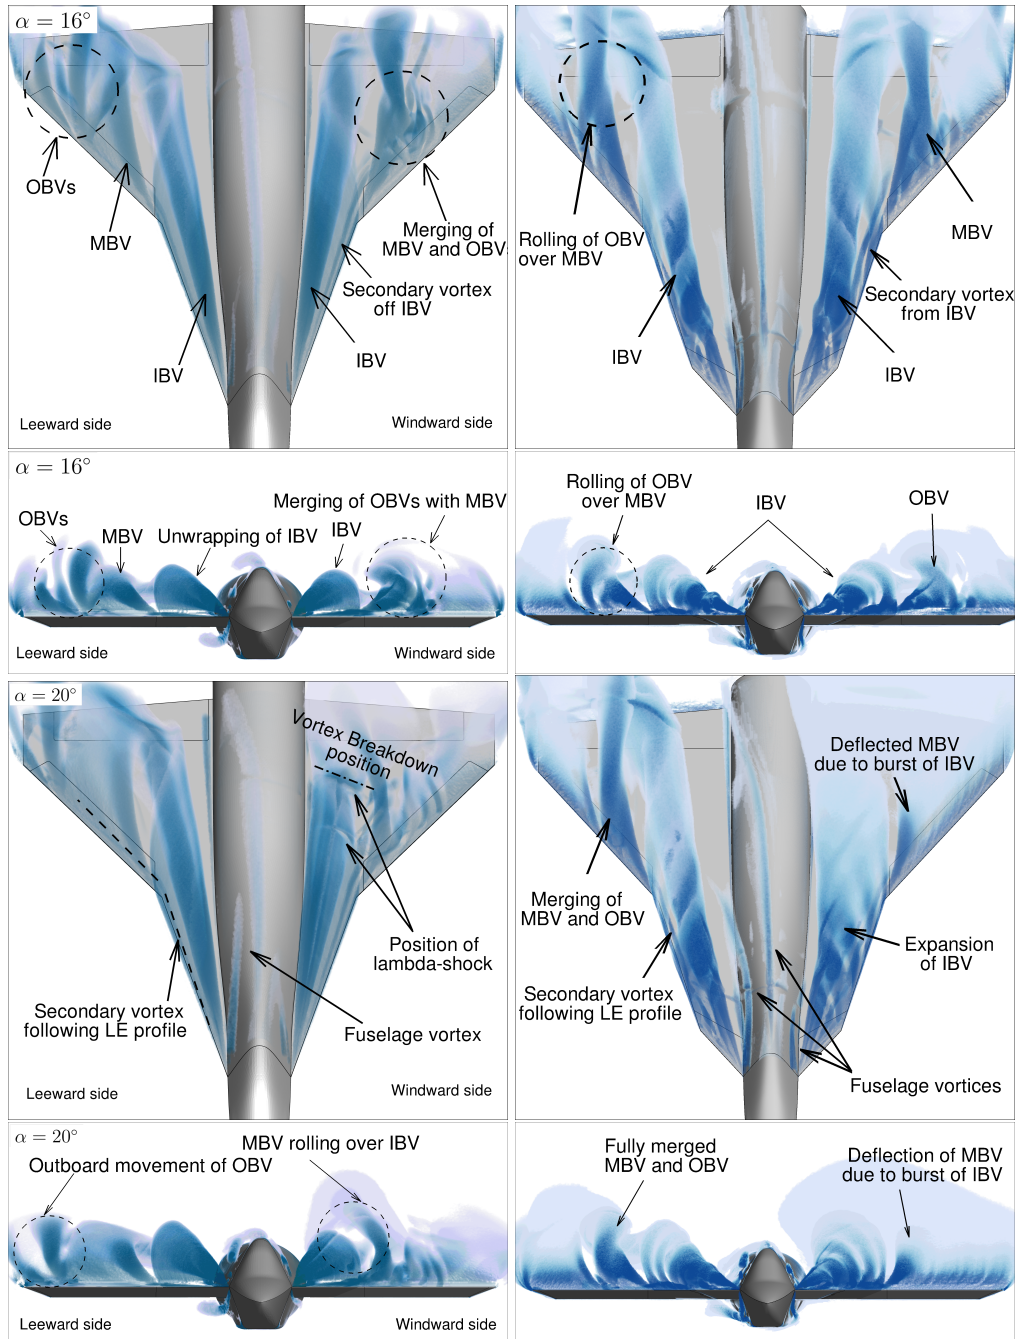 α = 16°
OBVs
MBV
IBV
Merging of
MBV and OBVs
Secondary vortex
off IBV
IBV
Leeward side
Windward side
Rolling of OBV
over MBV
IBV
MBV
Secondary vortex
from IBV
IBV
α = 16°
OBVs
MBV
Unwrapping of IBV
IBV
Merging of OBVs with MBV
Leeward side
Windward side
Rolling of OBV
over MBV
IBV
OBV
α = 20°
Vortex Breakdown
position
Position of
lambda-shock
Secondary vortex
following LE profile
Fuselage vortex
Leeward side
Windward side
Deflected MBV
due to burst of IBV
Merging of
MBV and OBV
Expansion
of IBV
Secondary vortex
following LE profile
Fuselage vortices
α = 20°
MBV rolling over IBV
Outboard movement of OBV
Leeward side
Windward side
Fully merged
MBV and OBV
Deflection of MBV
due to burst of IBV